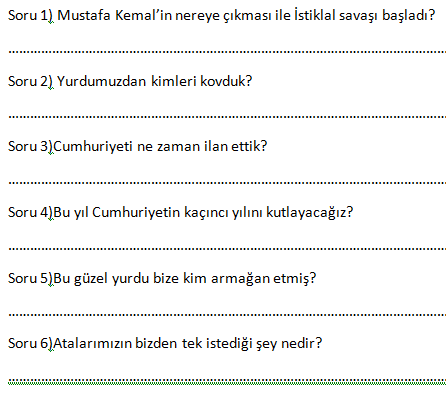 Soru 1) Mustafa Kemal’in nereye çıkması ile İstiklal savaşı başladı?
Soru 2) Yurdumuzdan kimleri kovduk?
Soru 3)Cumhuriyeti ne zaman ilan ettik?
Soru 4)Bu yıl Cumhuriyetin kaçıncı yılını kutlayacağız?
Soru 5)Bu güzel yurdu bize kim armağan etmiş?
Soru 6)Atalarımızın bizden tek istediği şey nedir?